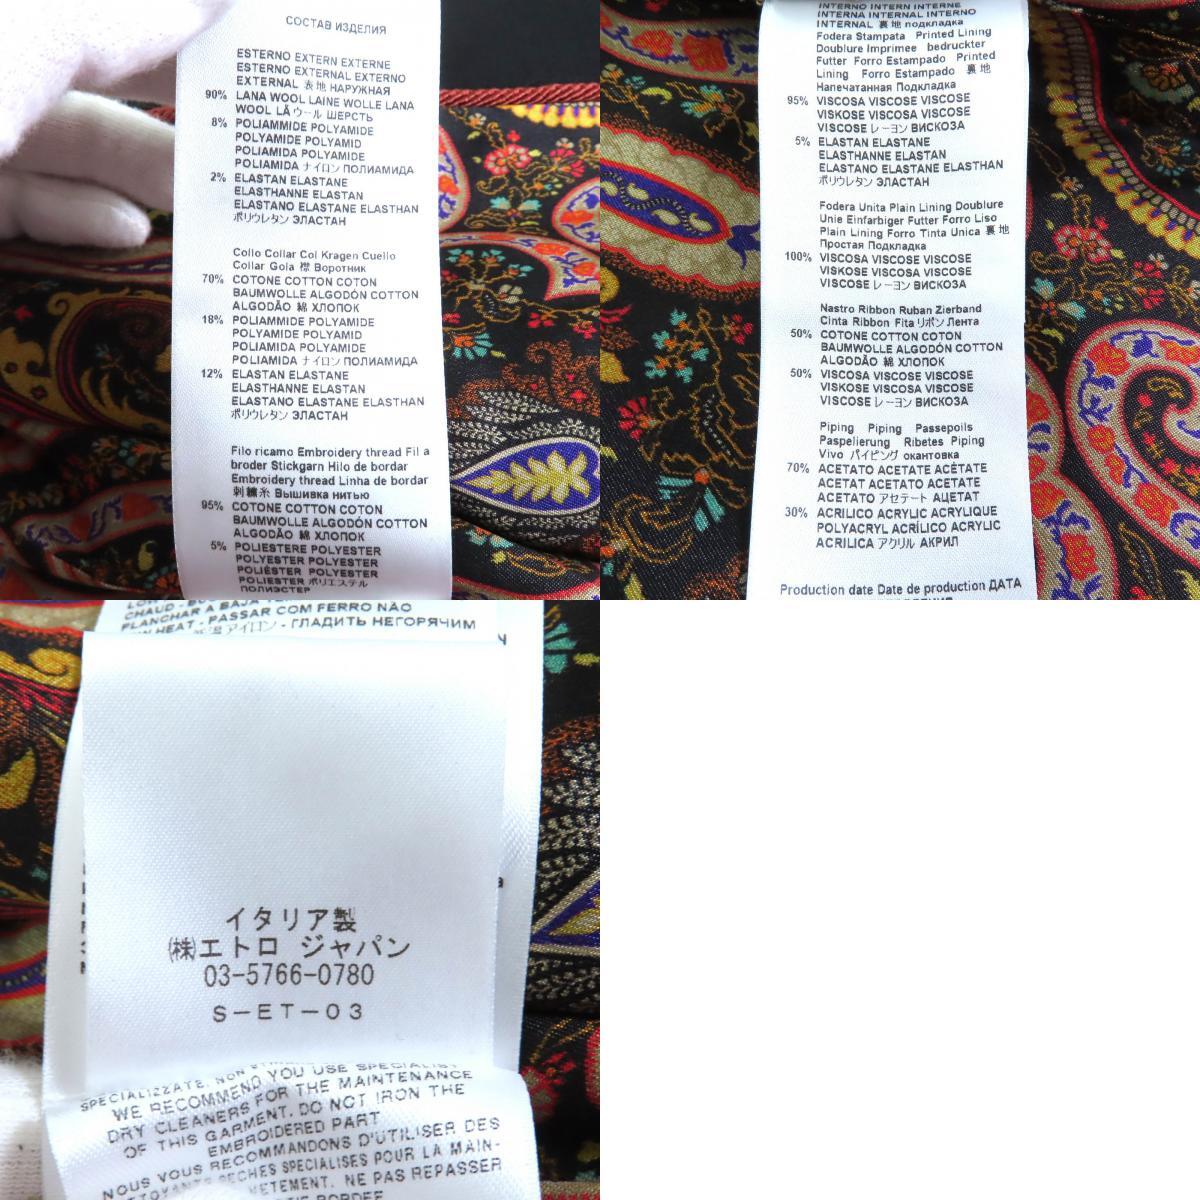 СОСТАВ ИЗДЕЛИЯ
ESTERNO EXTERN EXTERNE
ESTERNO EXTERNAL EXTERNO
EXTERNAL 表地 НАРУЖНАЯ
90% LANA WOOL LAINE WOLLE LANA
WOOL LÃ ウール ШЕРСТЬ
8% POLIAMMIDE POLYAMIDE
POLYAMIDE POLYAMID
POLIAMIDA POLYAMIDE
POLIAMIDA ナイロン ПОЛИАМИДА
2% ELASTAN ELASTANE
ELASTHANNE ELASTAN
ELASTANO ELASTANE ELASTHAN
ポリウレタン ЭЛАСТАН
Collo Collar Col Kragen Cuello
Collar Gola 襟 Воротник
70% COTONE COTTON COTON
BAUMWOLLE ALGODÓN COTTON
ALGODÃO 綿 ХЛОПОК
18% POLIAMMIDE POLYAMIDE
POLYAMIDE POLYAMID
POLIAMIDA POLYAMIDE
POLIAMIDA ナイロン ПОЛИАМИДА
12% ELASTAN ELASTANE
ELASTHANNE ELASTAN
ELASTANO ELASTANE ELASTHAN
ポリウレタン ЭЛАСТАН
Filo ricamo Embroidery thread Fil a
broder Stickgarn Hilo de bordar
Embroidery thread Linha de bordar
刺繍糸 Вышивка нитью
95% COTONE COTTON COTON
BAUMWOLLE ALGODÓN COTTON
ALGODÃO 綿 ХЛОПОК
5% POLIESTERE POLYESTER
POLYESTER POLYESTER
POLIÉSTER POLYESTER
POLIESTER ポリエステル
ПОЛИЭСТЕР
INTERNO INTERN INTERNE
INTERNA INTERNAL INTERNO
INTERNAL 裏地 подкладка
Fodera Stampata Printed Lining
Doublure Imprimee bedruckter
Futter Forro Estampado Printed
Lining Forro Estampado 裏地
Напечатанная Подкладка
95% VISCOSA VISCOSE VISCOSE
VISKOSE VISCOSA VISCOSE
VISCOSE レーヨン ВИСКОЗА
5% ELASTAN ELASTANE
ELASTHANNE ELASTAN
ELASTANO ELASTANE ELASTHAN
ポリウレタン ЭЛАСТАН
Fodera Unita Plain Lining Doublure
Unie Einfarbiger Futter Forro Liso
Plain Lining Forro Tinta Unica 裏地
Простая Подкладка
100% VISCOSA VISCOSE VISCOSE
VISKOSE VISCOSA VISCOSE
VISCOSE レーヨン ВИСКОЗА
Nastro Ribbon Ruban Zierband
Cinta Ribbon Fita リボン Лента
50% COTONE COTTON COTON
BAUMWOLLE ALGODÓN COTTON
ALGODÃO 綿 ХЛОПОК
50% VISCOSA VISCOSE VISCOSE
VISKOSE VISCOSA VISCOSE
VISCOSE レーヨン ВИСКОЗА
Piping Piping Passepoils
Paspelierung Ribetes Piping
Vivo パイピング окантовка
70% ACETATO ACETATE ACÉTATE
ACETAT ACETATO ACETATE
ACETATO アセテート АЦЕТАТ
30% ACRILICO ACRYLIC ACRYLIQUE
POLYACRYL ACRÍLICO ACRYLIC
ACRILICA アクリル АКРИЛ
Production date Date de production ДАТА
PLANCHAR A BAJA - PASSAR COM FERRO NÃO
HEAT - アイロン - ГЛАДИТЬ НЕГОРЯЧИМ
イタリア製
(株)エトロ ジャパン
03-5766-0780
S-ET-03
SPECIALIZZATE. NON
WE RECOMMEND YOU USE SPECIALIST
DRY CLEANERS FOR THE MAINTENANCE
OF THIS GARMENT. DO NOT IRON THE
EMBROIDERED PART
NOUS VOUS RECOMMANDONS D'UTILISER DES
SPECIALISES POUR LA MAIN-
VETEMENT. NE PAS REPASSER